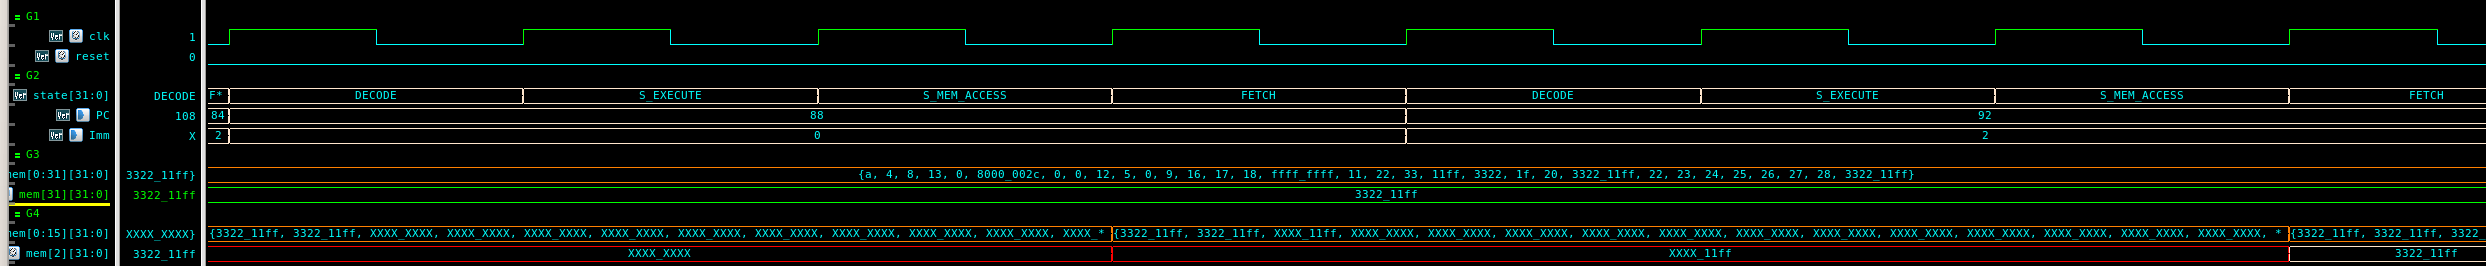 G1
clk 1
reset 0
G2
state[31:0] DECODE F* DECODE S_EXECUTE S_MEM_ACCESS FETCH DECODE S_EXECUTE S_MEM_ACCESS FETCH
PC 108 84 88 92
Imm X 2 0 2
G3
mem[0:31][31:0] 3322_11ff} {a, 4, 8, 13, 0, 8000_002c, 0, 0, 12, 5, 0, 9, 16, 17, 18, ffff_ffff, 11, 22, 33, 11ff, 3322, 1f, 20, 3322_11ff, 22, 23, 24, 25, 26, 27, 28, 3322_11ff}
mem[31][31:0] 3322_11ff 3322_11ff
G4
mem[0:15][31:0] XXXX_XXXX} {3322_11ff, 3322_11ff, XXXX_XXXX, XXXX_XXXX, XXXX_XXXX, XXXX_XXXX, XXXX_XXXX, XXXX_XXXX, XXXX_XXXX, XXXX_XXXX, XXXX_XXXX, XXXX_* {3322_11ff, 3322_11ff, XXXX_11ff, XXXX_XXXX, XXXX_XXXX, XXXX_XXXX, XXXX_XXXX, XXXX_XXXX, XXXX_XXXX, XXXX_XXXX, XXXX_XXXX, XXXX_XXXX, XXXX_XXXX, XXXX_XXXX, XXXX_XXXX, * {3322_11ff, 3322_11ff, 3322_
mem[2][31:0] 3322_11ff XXXX_XXXX XXXX_11ff 3322_11ff